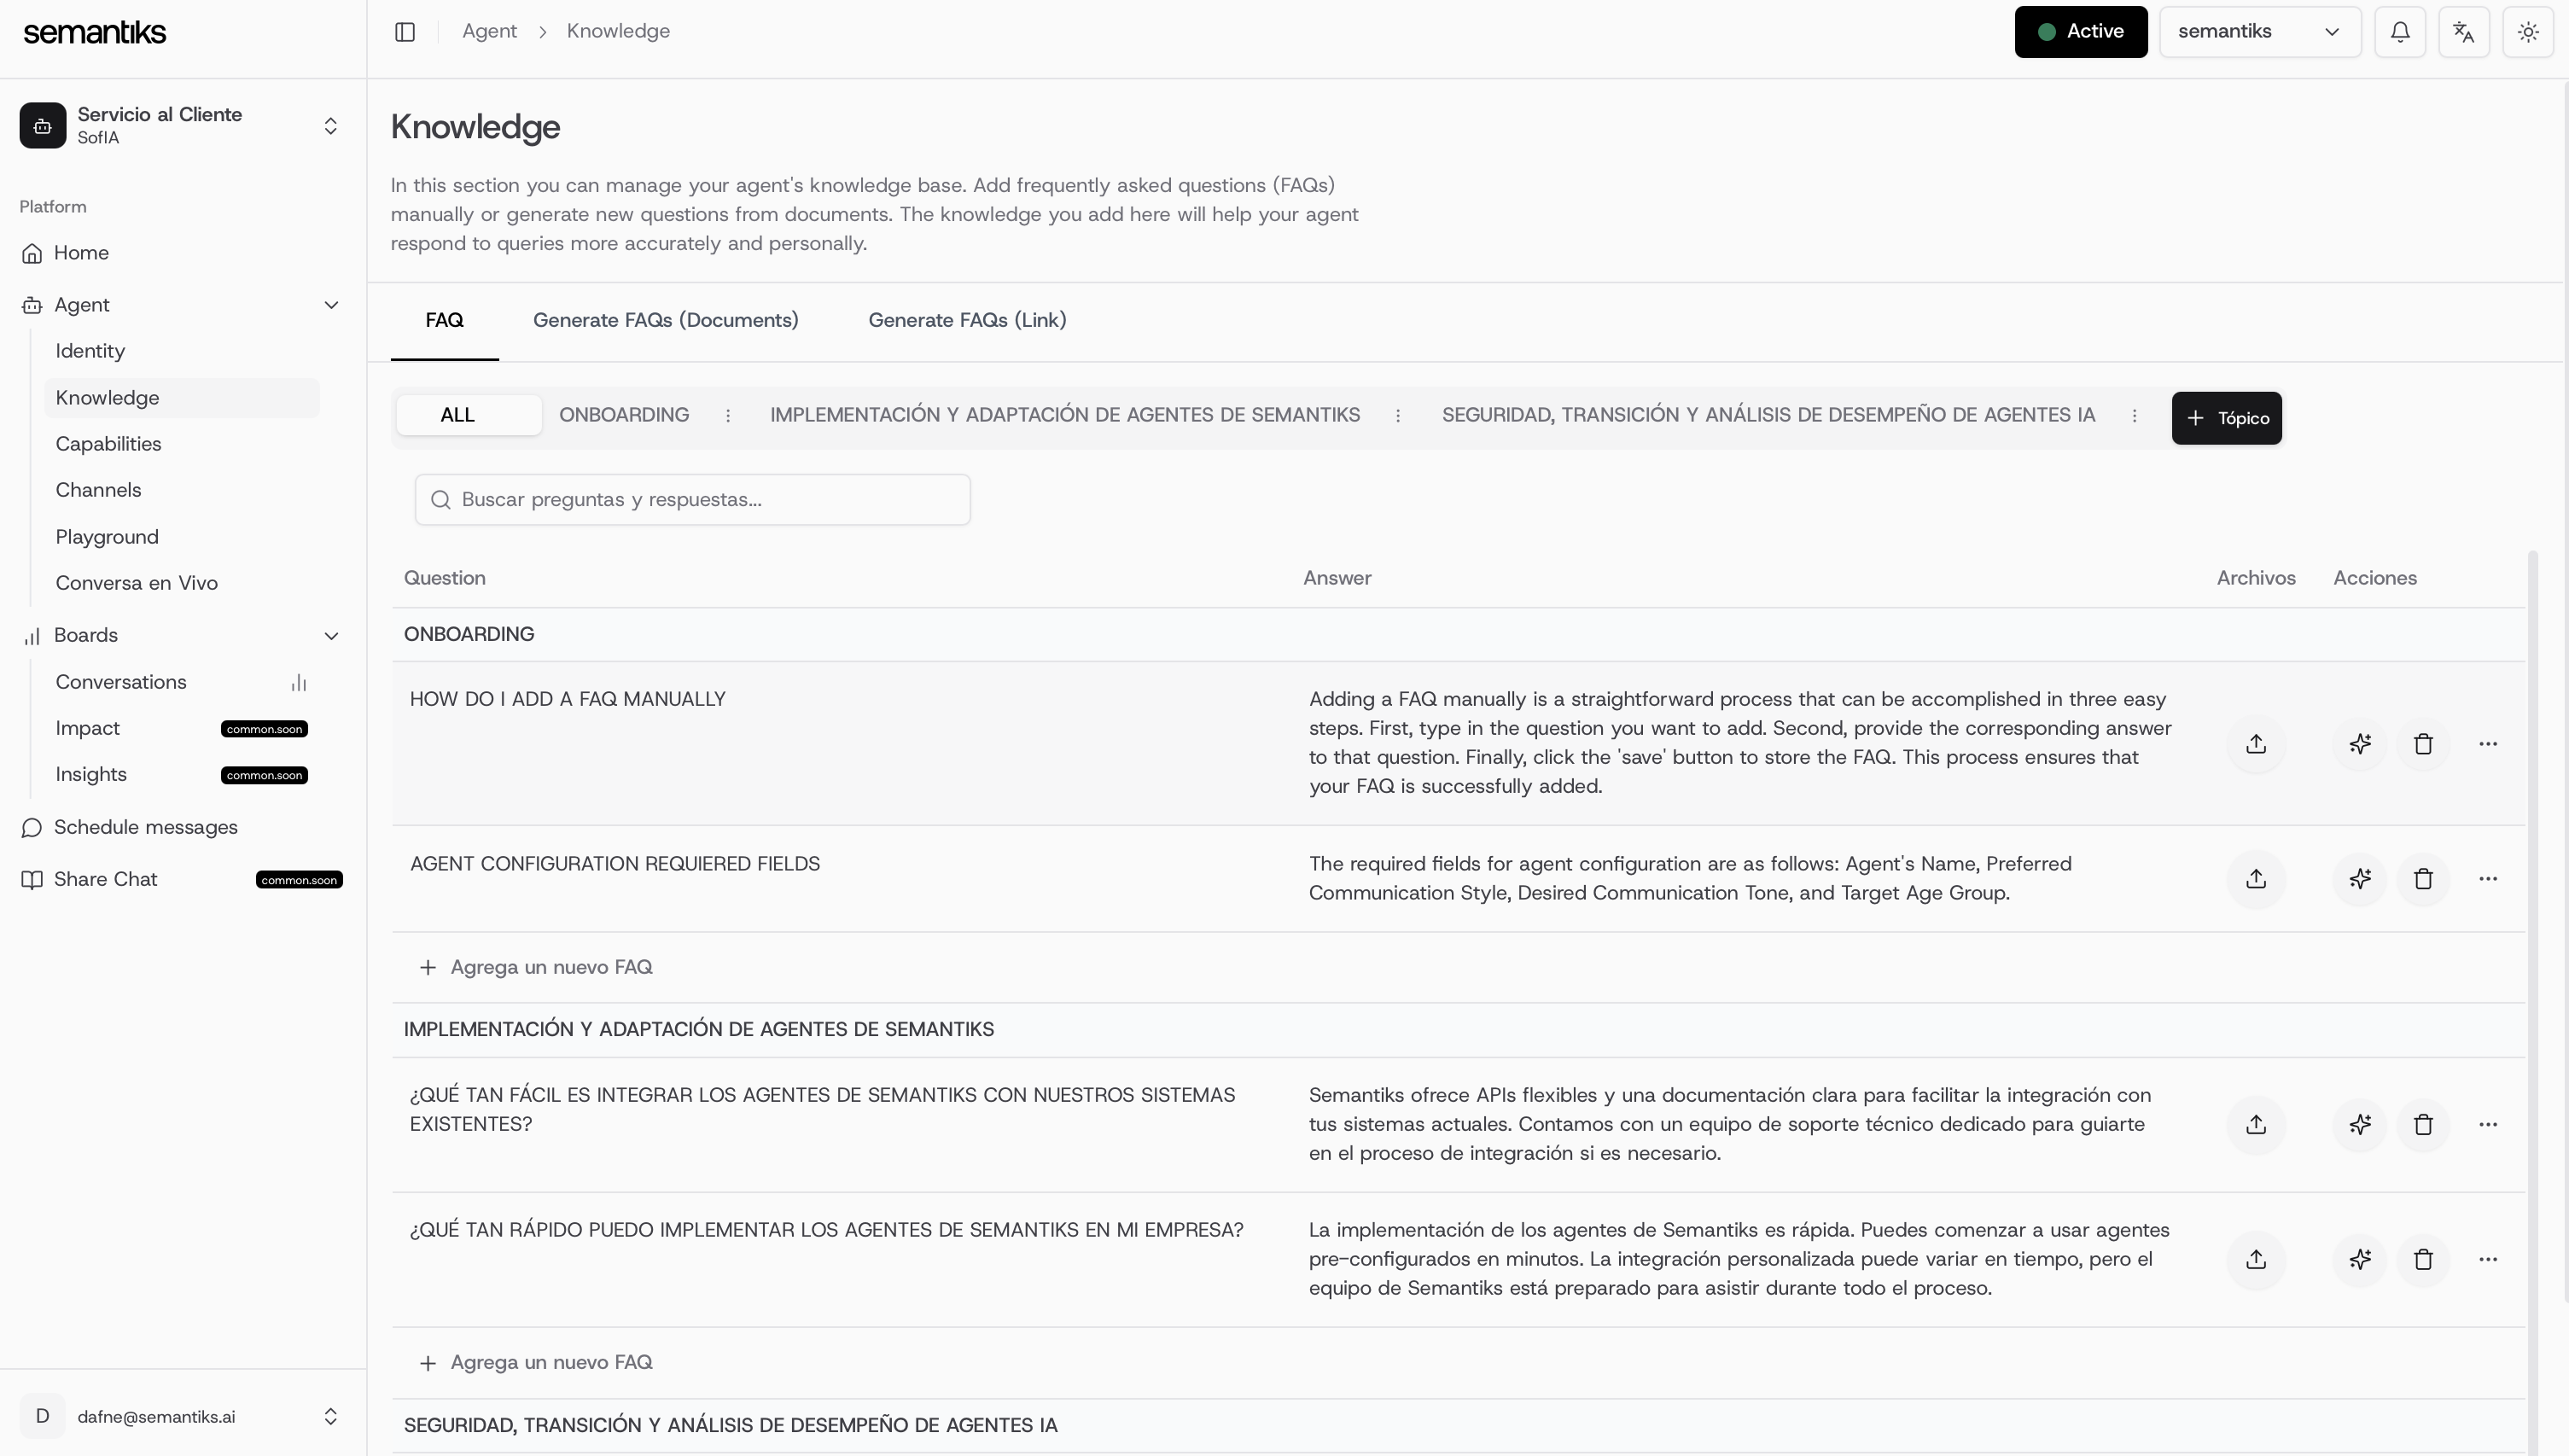 semantiks
Agent
Knowledge
Active
semantiks
Servicio al Cliente
SofIA
Platform
Home
Agent
Identity
Knowledge
Capabilities
Channels
Playground
Conversa en Vivo
Boards
Conversations
Impact
common.soon
Insights
common.soon
Schedule messages
Share Chat
common.soon
D
dafne@semantiks.ai
Knowledge
In this section you can manage your agent's knowledge base. Add frequently asked questions (FAQs)
manually or generate new questions from documents. The knowledge you add here will help your agent
respond to queries more accurately and personally.
FAQ
Generate FAQs (Documents)
Generate FAQs (Link)
ALL
ONBOARDING
IMPLEMENTACIÓN Y ADAPTACIÓN DE AGENTES DE SEMANTIKS
SEGURIDAD, TRANSICIÓN Y ANÁLISIS DE DESEMPEÑO DE AGENTES IA
Tópico
Buscar preguntas y respuestas...
Question
Answer
Archivos
Acciones
ONBOARDING
HOW DO I ADD A FAQ MANUALLY
Adding a FAQ manually is a straightforward process that can be accomplished in three easy
steps. First, type in the question you want to add. Second, provide the corresponding answer
to that question. Finally, click the 'save' button to store the FAQ. This process ensures that
your FAQ is successfully added.
AGENT CONFIGURATION REQUIERED FIELDS
The required fields for agent configuration are as follows: Agent's Name, Preferred
Communication Style, Desired Communication Tone, and Target Age Group.
Agrega un nuevo FAQ
IMPLEMENTACIÓN Y ADAPTACIÓN DE AGENTES DE SEMANTIKS
¿QUÉ TAN FÁCIL ES INTEGRAR LOS AGENTES DE SEMANTIKS CON NUESTROS SISTEMAS
EXISTENTES?
Semantiks ofrece APIs flexibles y una documentación clara para facilitar la integración con
tus sistemas actuales. Contamos con un equipo de soporte técnico dedicado para guiarte
en el proceso de integración si es necesario.
¿QUÉ TAN RÁPIDO PUEDO IMPLEMENTAR LOS AGENTES DE SEMANTIKS EN MI EMPRESA?
La implementación de los agentes de Semantiks es rápida. Puedes comenzar a usar agentes
pre-configurados en minutos. La integración personalizada puede variar en tiempo, pero el
equipo de Semantiks está preparado para asistir durante todo el proceso.
Agrega un nuevo FAQ
SEGURIDAD, TRANSICIÓN Y ANÁLISIS DE DESEMPEÑO DE AGENTES IA